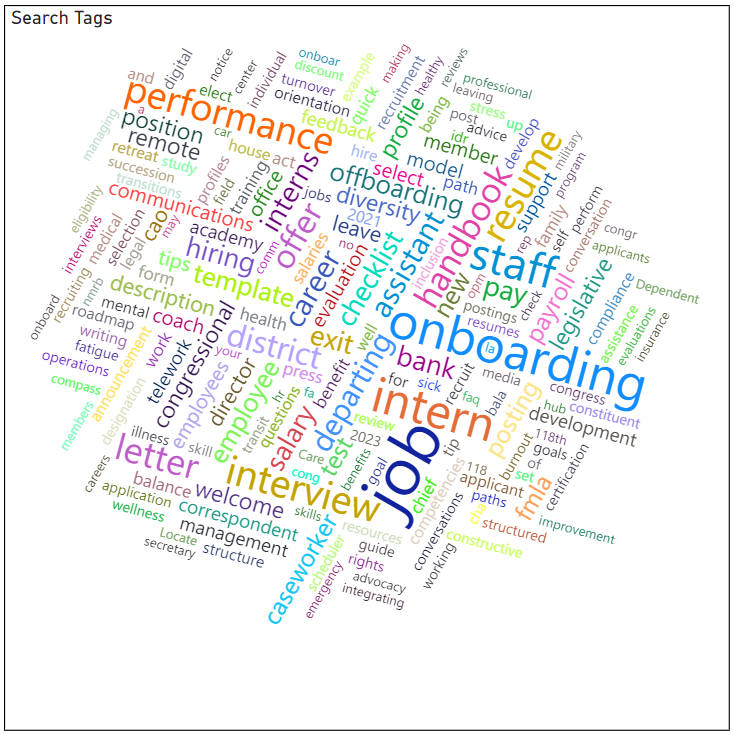 Search Tags
onboar
notice
making
digital
center
discount
example
healthy
reviews
and
individual
turnover
recruitment
leaving
professional
performance
elect
orientation
quick
profile
being
post
stress
up
a
position
car
feedback
idr
advice
develop
military
managing
remote
house
act
hire
member
resume
retreat
study
interns
select
model
program
succession
profiles
training
office
jobs
offboarding
path
support
transitions
field
diversity
handbook
family
perform
eligibility
communications
offer
2021
self
conversation
cao
may
academy
leave
assistant
rep
congr
interviews
selection
hiring
comm
salaries
no
inclusion
staff
applicants
medical
legal
tips
career
evaluation
checklist
opm
check
legislative
recruiting
form
template
new
pay
compliance
Dependent
nmrb
description
health
postings
payroll
assistance
onboard
mental
congressional
exit
well
onboarding
resumes
evaluations
insurance
roadmap
coach
district
departing
la
writing
work
your
press
bank
media
fatigue
telework
director
benefit
for
sick
recruit
congress
operations
announcement
employees
employee
hr
fa
intern
faq
bala
posting
hub
constituent
compass
designation
transit
questions
salary
review
job
tip
118th
development
members
illness
letter
skill
Care
test
2023
goal
burnout
goals
careers
balance
interview
cong
benefits
chief
competencies
118
applicant
of
set
certification
application
welcome
paths
fmla
wellness
correspondent
skills
caseworker
resources
conversations
cha
structured
improvement
Locate
management
scheduler
guide
constructive
secretary
structure
rights
working
emergency
advocacy
integrating